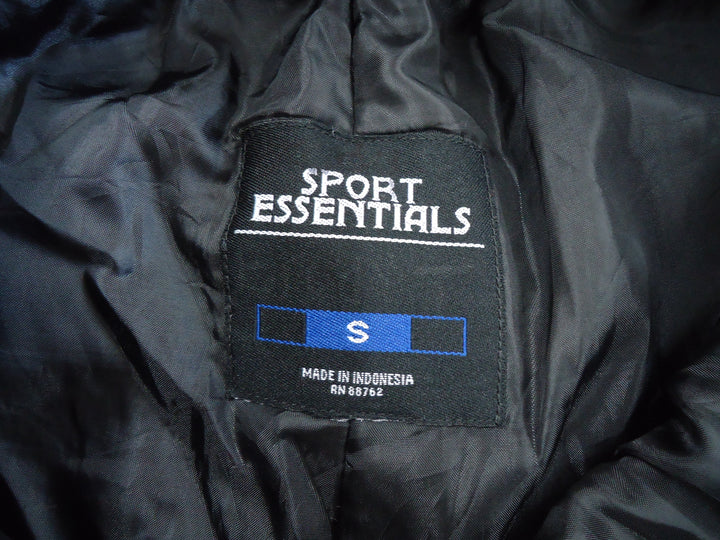 SPORT
ESSENTIALS
S
MADE IN INDONESIA
RN 88762